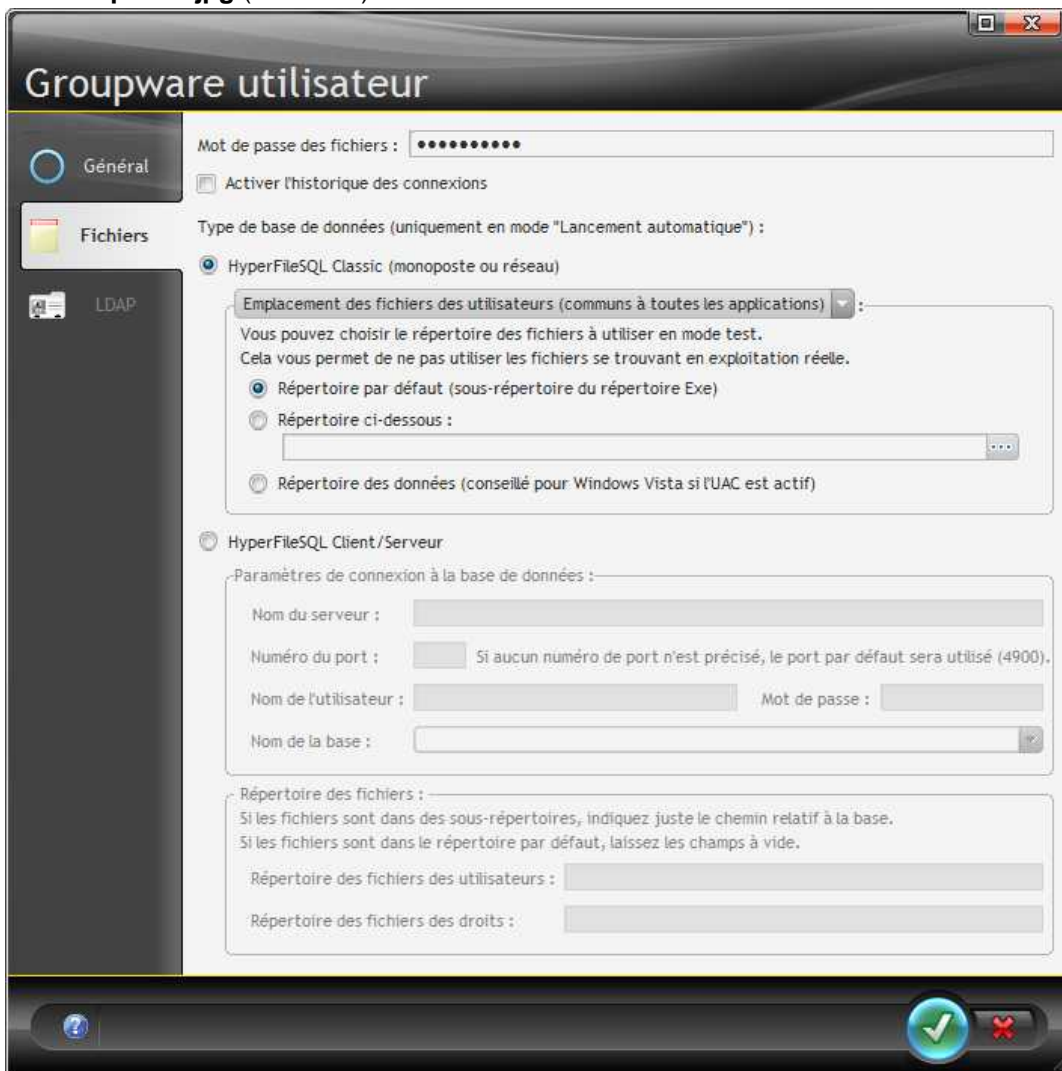 Groupware utilisateur
Général
Fichiers
LDAP
Mot de passe des fichiers : ●●●●●●●●●●
Activer l'historique des connexions
Type de base de données (uniquement en mode "Lancement automatique") :
HyperFileSQL Classic (monoposte ou réseau)
Emplacement des fichiers des utilisateurs (communs à toutes les applications) :
Vous pouvez choisir le répertoire des fichiers à utiliser en mode test.
Cela vous permet de ne pas utiliser les fichiers se trouvant en exploitation réelle.
Répertoire par défaut (sous-répertoire du répertoire Exe)
Répertoire ci-dessous :
...
Répertoire des données (conseillé pour Windows Vista si l'UAC est actif)
HyperFileSQL Client/Serveur
Paramètres de connexion à la base de données :
Nom du serveur :
Numéro du port : Si aucun numéro de port n'est précisé, le port par défaut sera utilisé (4900).
Nom de l'utilisateur : Mot de passe :
Nom de la base :
Répertoire des fichiers :
Si les fichiers sont dans des sous-répertoires, indiquez juste le chemin relatif à la base.
Si les fichiers sont dans le répertoire par défaut, laissez les champs à vide.
Répertoire des fichiers des utilisateurs :
Répertoire des fichiers des droits :